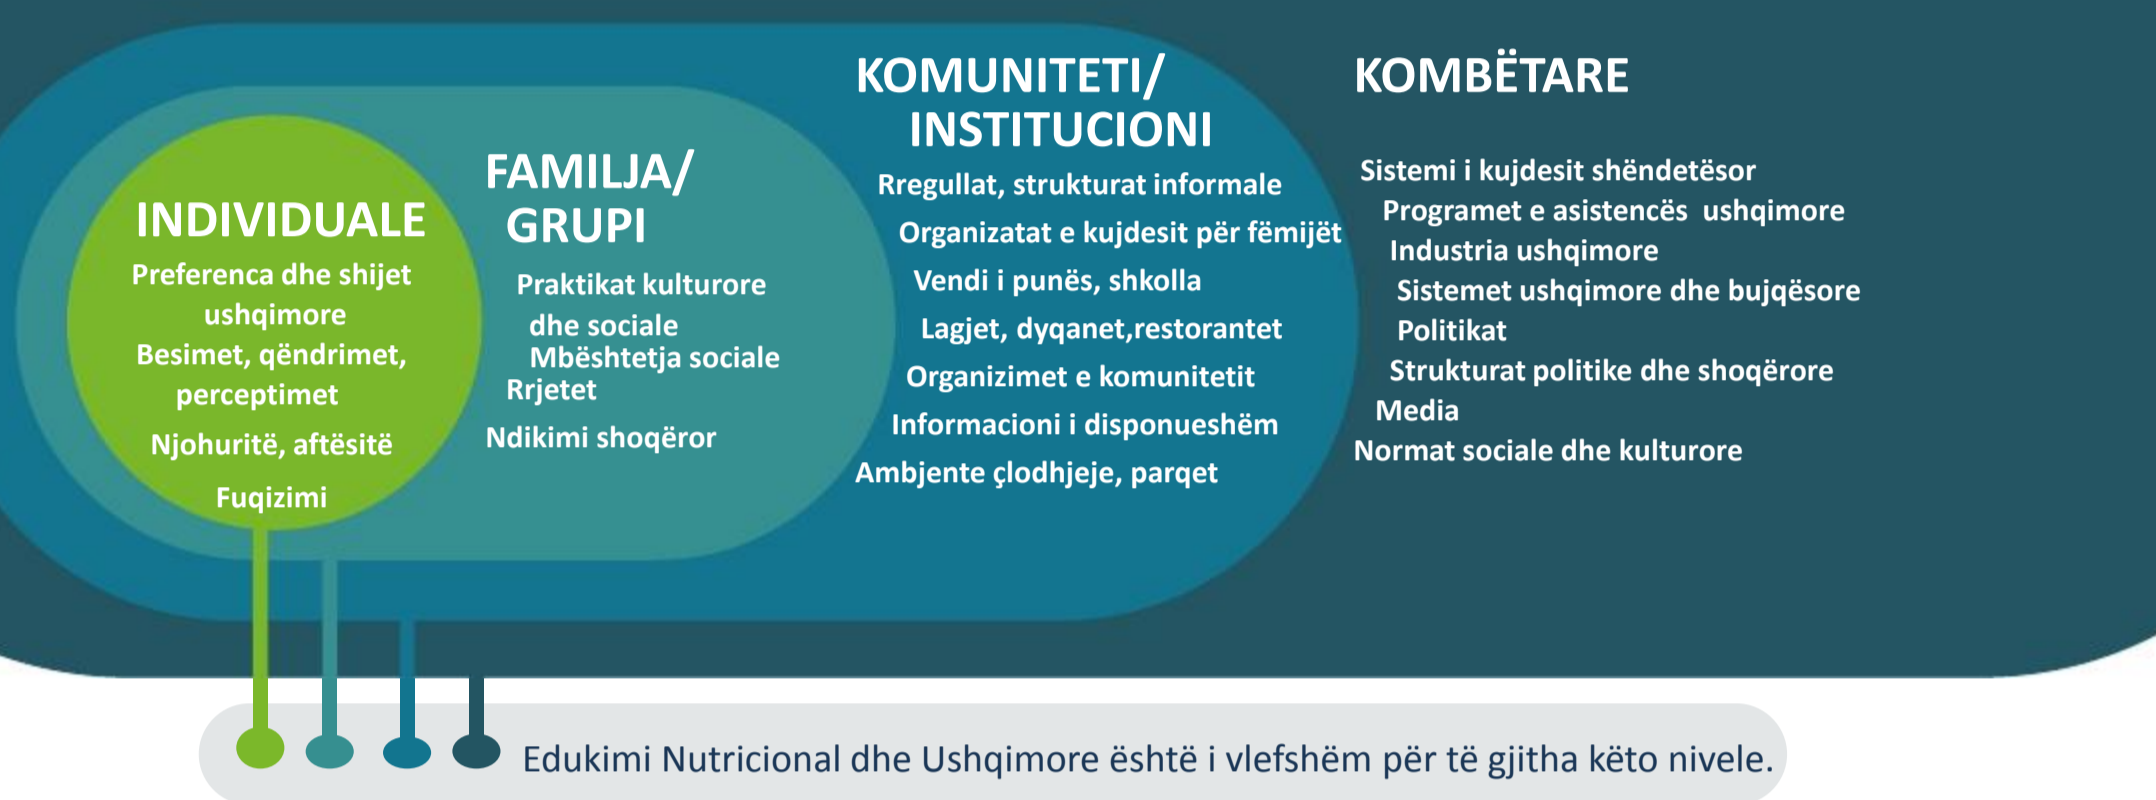 INDIVIDUALE
Preferenca dhe shijet
ushqimore
Besimet, qëndrimet,
perceptimet
Njohuritë, aftësitë
Fuqizimi
FAMILJA/
GRUPI
Praktikat kulturore
dhe sociale
Mbështetja sociale
Rrjetet
Ndikimi shoqëror
KOMUNITETI/
INSTITUCIONI
Rregullat, strukturat informale
Organizatat e kujdesit për fëmijët
Vendi i punës, shkolla
Lagjet, dyqanet,restorantet
Organizimet e komunitetit
Informacioni i disponueshëm
Ambjente çlodhjeje, parqet
KOMBËTARE
Sistemi i kujdesit shëndetësor
Programet e asistencës ushqimore
Industria ushqimore
Sistemet ushqimore dhe bujqësore
Politikat
Strukturat politike dhe shoqërore
Media
Normat sociale dhe kulturore
Edukimi Nutricional dhe Ushqimore është i vlefshëm për të gjitha këto nivele.